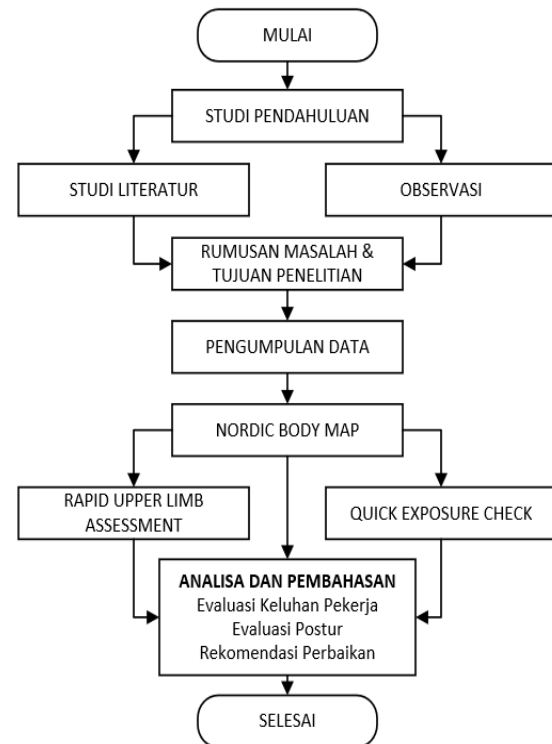 MULAI
STUDI PENDAHULUAN
STUDI LITERATUR
OBSERVASI
RUMUSAN MASALAH &
TUJUAN PENELITIAN
PENGUMPULAN DATA
NORDIC BODY MAP
RAPID UPPER LIMB
ASSESSMENT
QUICK EXPOSURE CHECK
ANALISA DAN PEMBAHASAN
Evaluasi Keluhan Pekerja
Evaluasi Postur
Rekomendasi Perbaikan
SELESAI